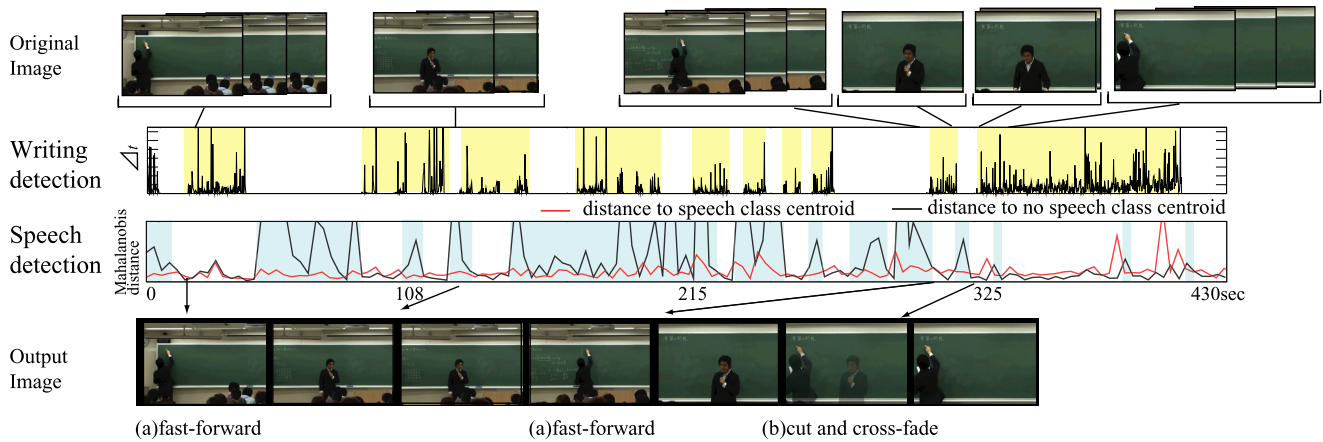 Original
Image
Writing
detection
⊿t
distance to speech class centroid
distance to no speech class centroid
Speech
detection
Mahalanobis
distance
0
108
215
325
430sec
Output
Image
(a)fast-forward
(a)fast-forward
(b)cut and cross-fade